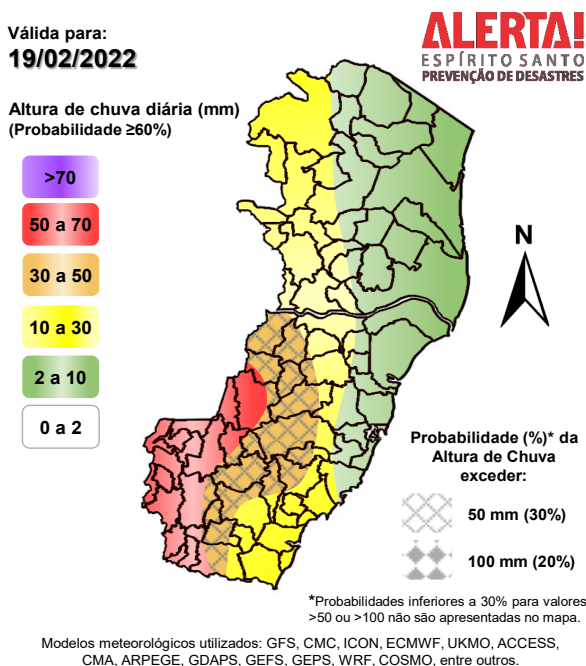 Válida para:
19/02/2022
ALERTA!
ESPÍRITO SANTO
PREVENÇÃO DE DESASTRES
Altura de chuva diária (mm)
(Probabilidade ≥60%)
>70
50 a 70
30 a 50
10 a 30
2 a 10
0 a 2
N
Probabilidade (%)* da
Altura de Chuva
exceder:
50 mm (30%)
100 mm (20%)
*Probabilidades inferiores a 30% para valores
>50 ou >100 não são apresentadas no mapa.
Modelos meteorológicos utilizados: GFS, CMC, ICON, ECMWF, UKMO, ACCESS,
CMA, ARPEGE, GDAPS, GEFS, GEPS, WRF, COSMO, entre outros.